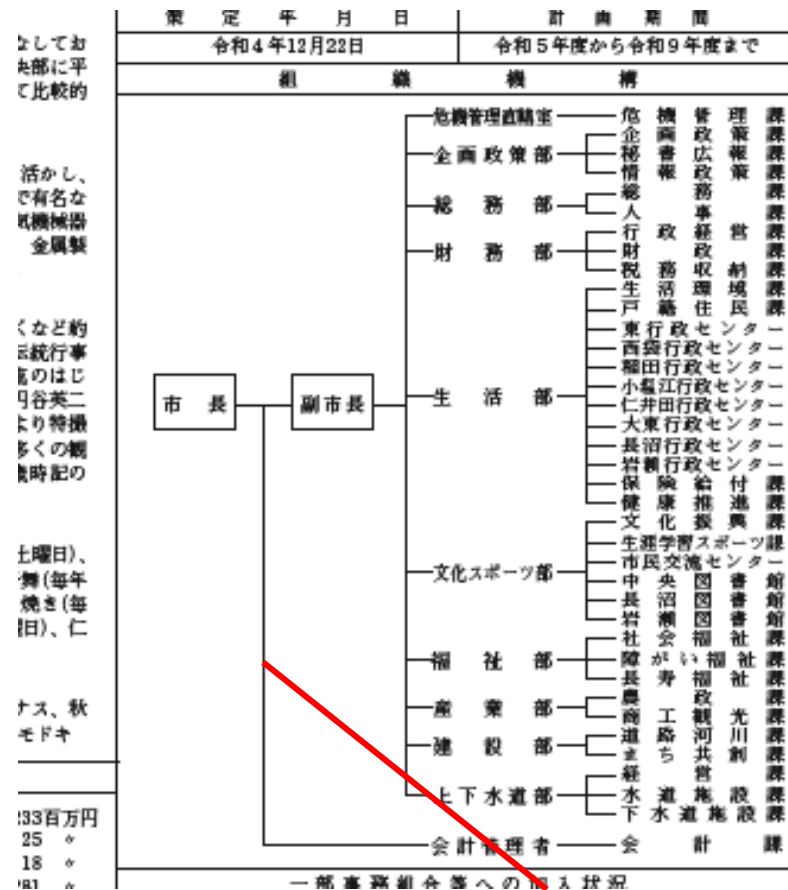 策定年月日
計画期間
令和4年12月22日
令和5年度から令和9年度まで
組織機構
市長
副市長
危機管理直轄室
危機管理課
企画政策部
企画政策課
秘書広報課
情報政策課
総務部
総務課
人事課
財務部
行政経営課
財政課
税務収納課
生活部
生活環境課
戸籍住民課
東行政センター
西袋行政センター
稲田行政センター
小塩江行政センター
仁井田行政センター
大東行政センター
長沼行政センター
岩瀬行政センター
保険給付課
健康推進課
文化スポーツ部
文化振興課
生涯学習スポーツ課
市民交流センター
中央図書館
長沼図書館
岩瀬図書館
福祉部
社会福祉課
障がい福祉課
長寿福祉課
産業部
農政課
商工観光課
建設部
道路河川課
まち共創課
上下水道部
経営課
水道施設課
下水道施設課
会計管理者
会計課
一部事務組合等への加入状況
なしてお
央部に平
て比較的
活かし、
で有名な
気機械器
金属製
くなど約
伝統行事
のはじ
円谷英二
より特撮
多くの観
歳時記の
土曜日)、
舞(毎年
焼き(毎
曜日)、仁
ナス、秋
モドキ
233百万円
25 〃
18 〃
281 〃